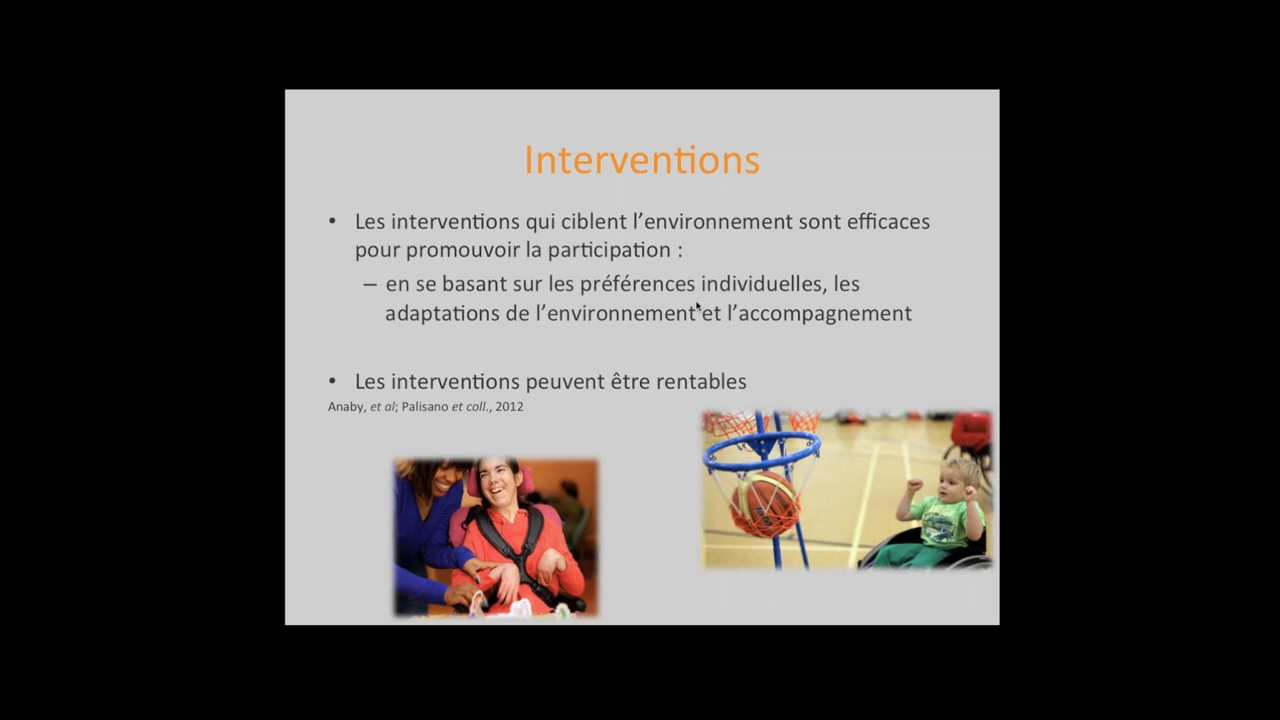 Interventions
• Les interventions qui ciblent l’environnement sont efficaces
pour promouvoir la participation :
– en se basant sur les préférences individuelles, les
adaptations de l’environnement et l’accompagnement
• Les interventions peuvent être rentables
Anaby, et al; Palisano et coll., 2012